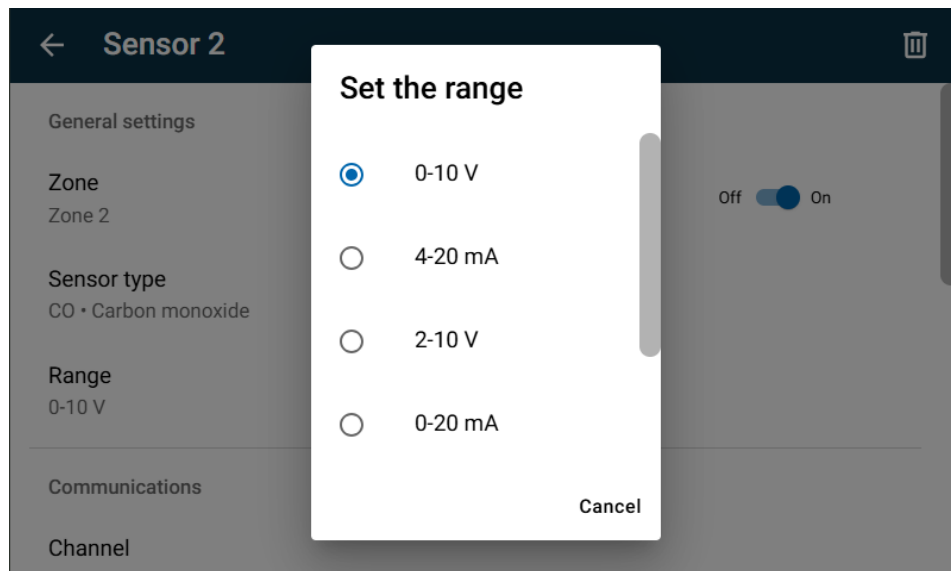 Sensor 2
General settings
Zone
Zone 2
Off On
Sensor type
CO • Carbon monoxide
Range
0-10 V
Communications
Channel
Set the range
0-10 V
4-20 mA
2-10 V
0-20 mA
Cancel